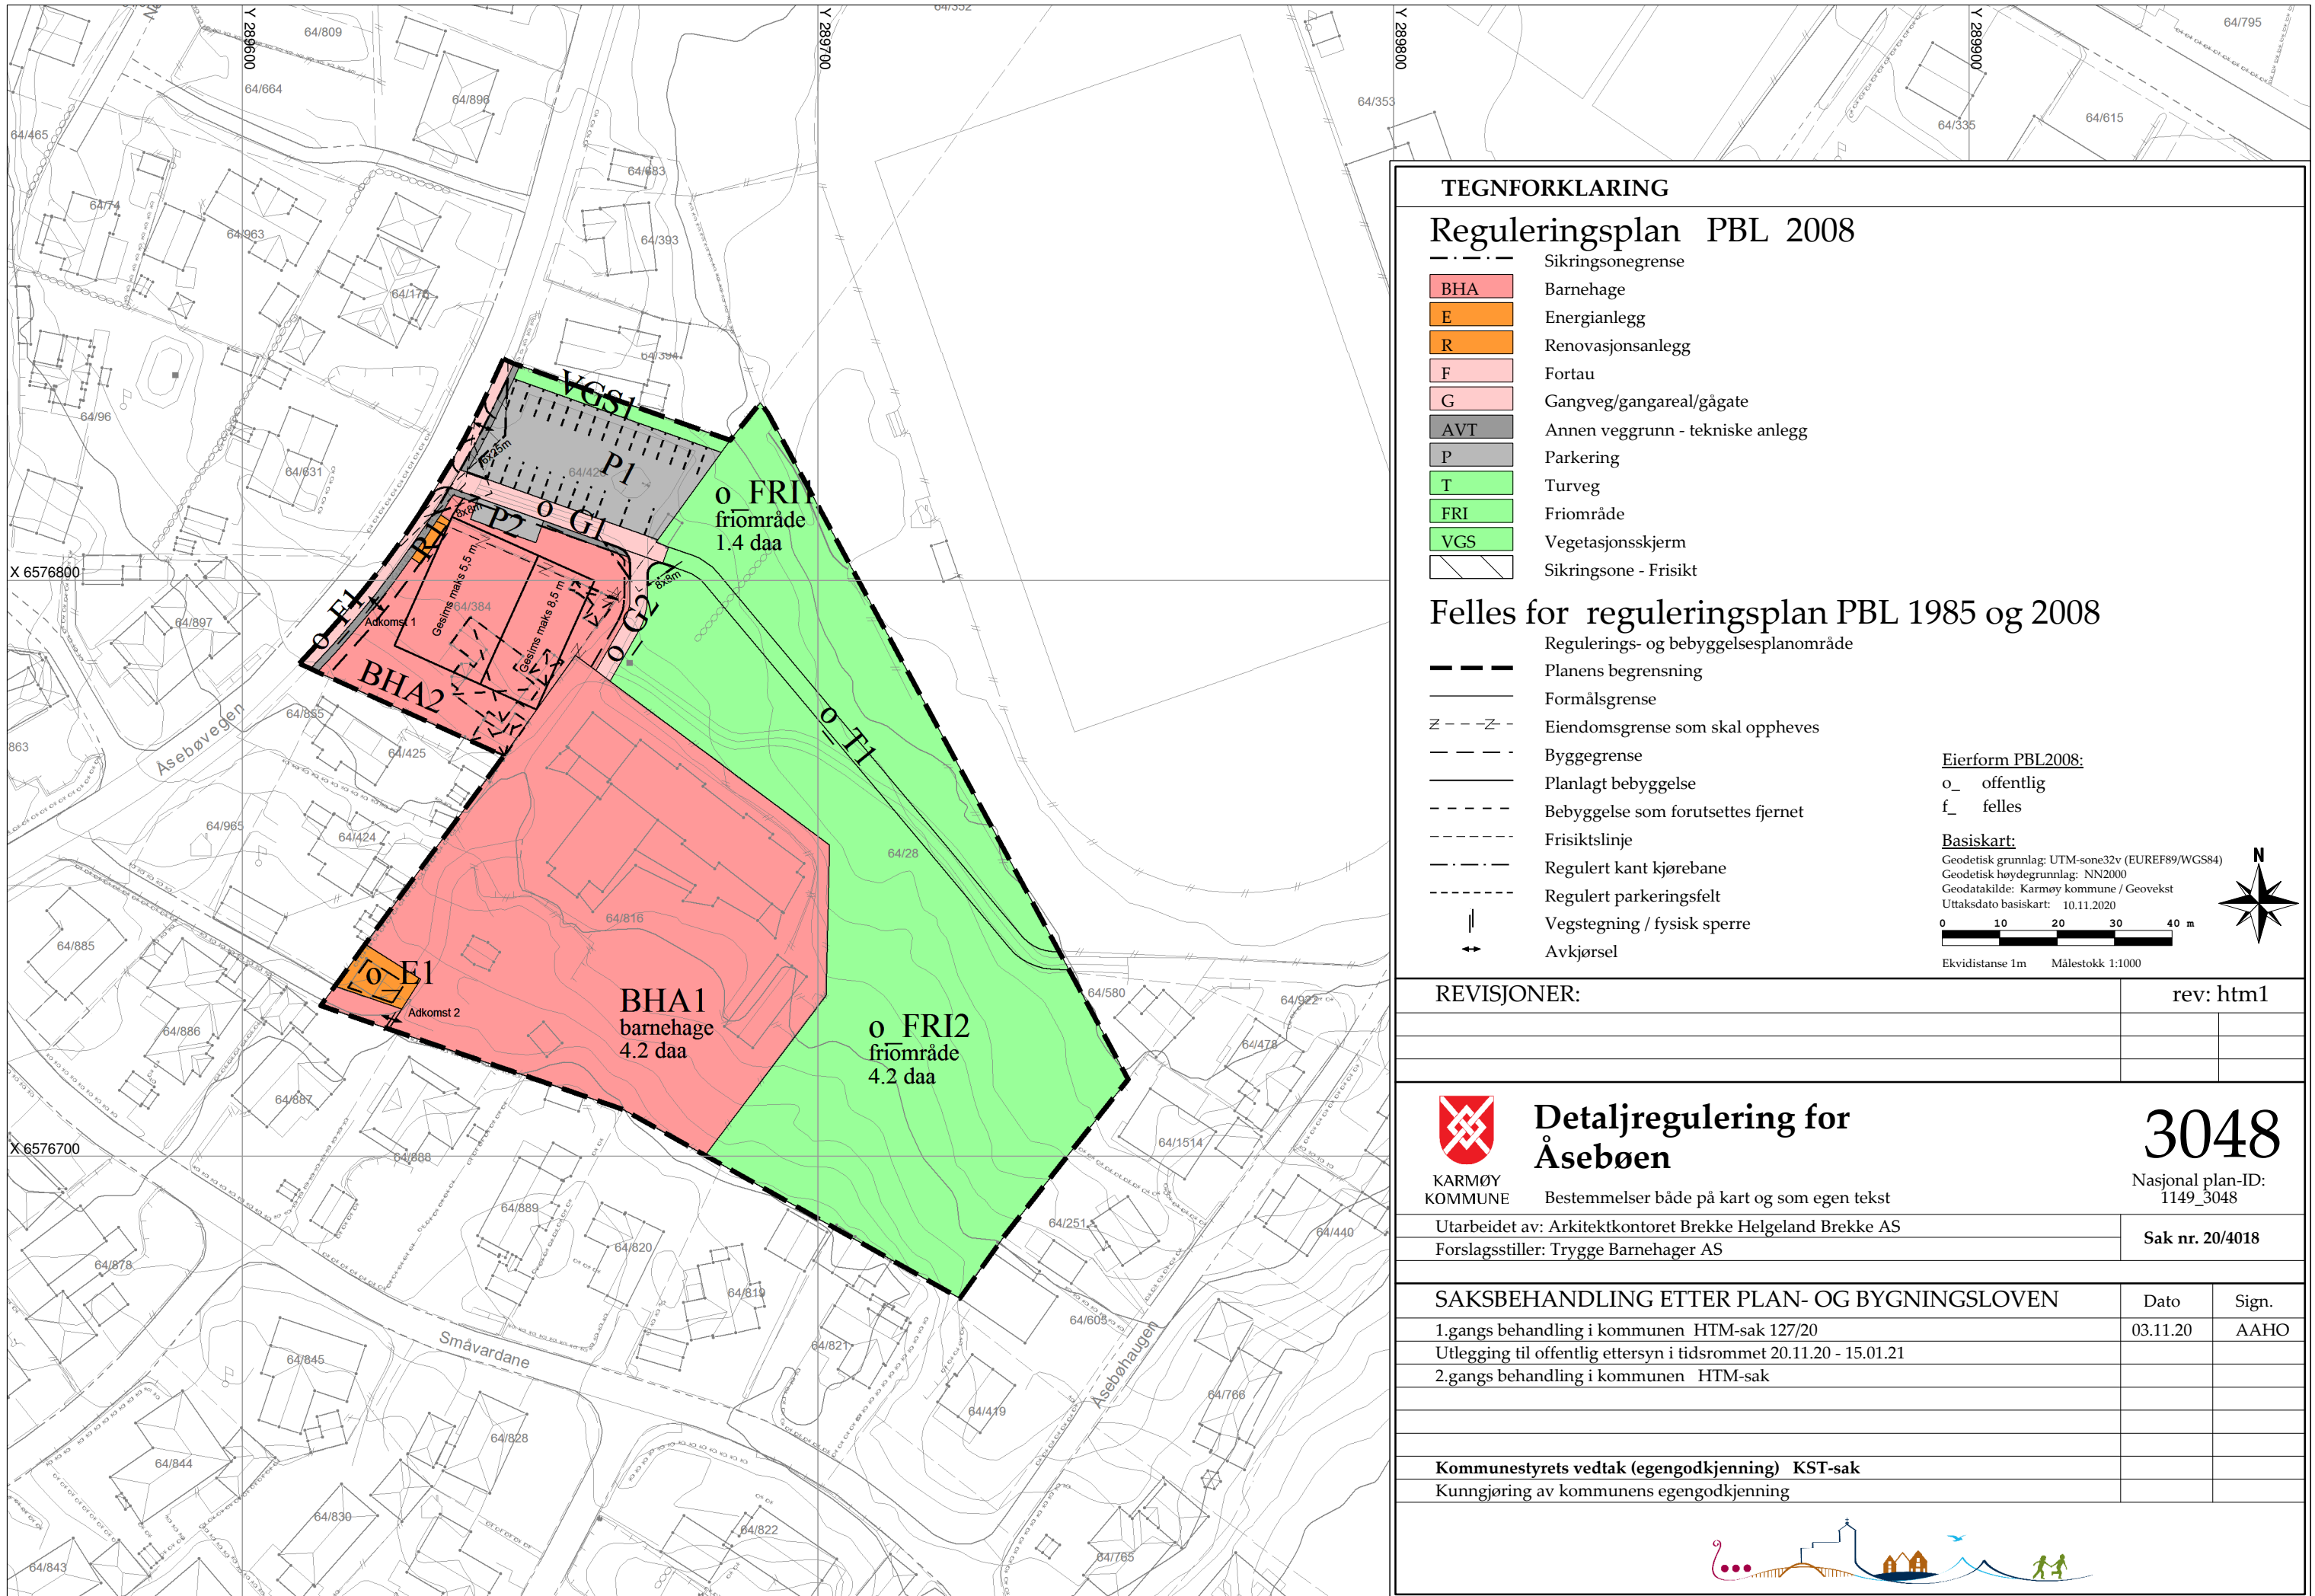 64/352
Y 289600
Y 289700
Y 289800
Y 289900
64/809
64/664
64/896
64/465
64/353
64/795
64/335
64/615
64/74
64/963
64/683
64/393
64/175
64/394
64/96
64/631
64/897
VGS1
6x25m
64/420
P1
o_FRI1
friområde
1.4 daa
8x8m
P2
o_G1
R1
8x8m
X 6576800
Gesims maks 5,5 m
64/384
Gesims maks 8,5 m
o_G2
o_F1
Adkomst 1
BHA2
o_T1
64/855
Åsebøvegen
863
64/425
64/965
64/424
64/28
64/816
64/885
o_E1
Adkomst 2
BHA1
barnehage
4.2 daa
o_FRI2
friområde
4.2 daa
64/580
64/922
64/478
64/886
64/887
64/888
X 6576700
64/1514
64/889
64/251
64/440
64/820
64/878
64/819
64/605
64/821
Småvardane
Åsebøhaugen
64/845
64/766
64/419
64/828
64/844
64/830
64/822
64/765
64/843
TEGNFORKLARING
Reguleringsplan PBL 2008
Sikringsonegrense
BHA Barnehage
E Energianlegg
R Renovasjonsanlegg
F Fortau
G Gangveg/gangareal/gågate
AVT Annen veggrunn - tekniske anlegg
P Parkering
T Turveg
FRI Friområde
VGS Vegetasjonsskjerm
Sikringsone - Frisikt
Felles for reguleringsplan PBL 1985 og 2008
Regulerings- og bebyggelsesplanområde
Planens begrensning
Formålsgrense
Eiendomsgrense som skal oppheves
Byggegrense
Planlagt bebyggelse
Bebyggelse som forutsettes fjernet
Frisiktslinje
Regulert kant kjørebane
Regulert parkeringsfelt
Vegstegning / fysisk sperre
Avkjørsel
Eierform PBL2008:
o_ offentlig
f_ felles
Basiskart:
Geodetisk grunnlag: UTM-sone32v (EUREF89/WGS84)
Geodetisk høydegrunnlag: NN2000
Geodatakilde: Karmøy kommune / Geovekst
Uttaksdato basiskart: 10.11.2020
N
0 10 20 30 40 m
Ekvidistanse 1m Målestokk 1:1000
REVISJONER: rev: htm1
KARMØY
KOMMUNE
Detaljregulering for
Åsebøen
Bestemmelser både på kart og som egen tekst
3048
Nasjonal plan-ID:
1149_3048
Utarbeidet av: Arkitektkontoret Brekke Helgeland Brekke AS
Forslagsstiller: Trygge Barnehager AS
Sak nr. 20/4018
SAKSBEHANDLING ETTER PLAN- OG BYGNINGSLOVEN Dato Sign.
1.gangs behandling i kommunen HTM-sak 127/20 03.11.20 AAHO
Utlegging til offentlig ettersyn i tidsrommet 20.11.20 - 15.01.21
2.gangs behandling i kommunen HTM-sak
Kommunestyrets vedtak (egengodkjenning) KST-sak
Kunngjøring av kommunens egengodkjenning